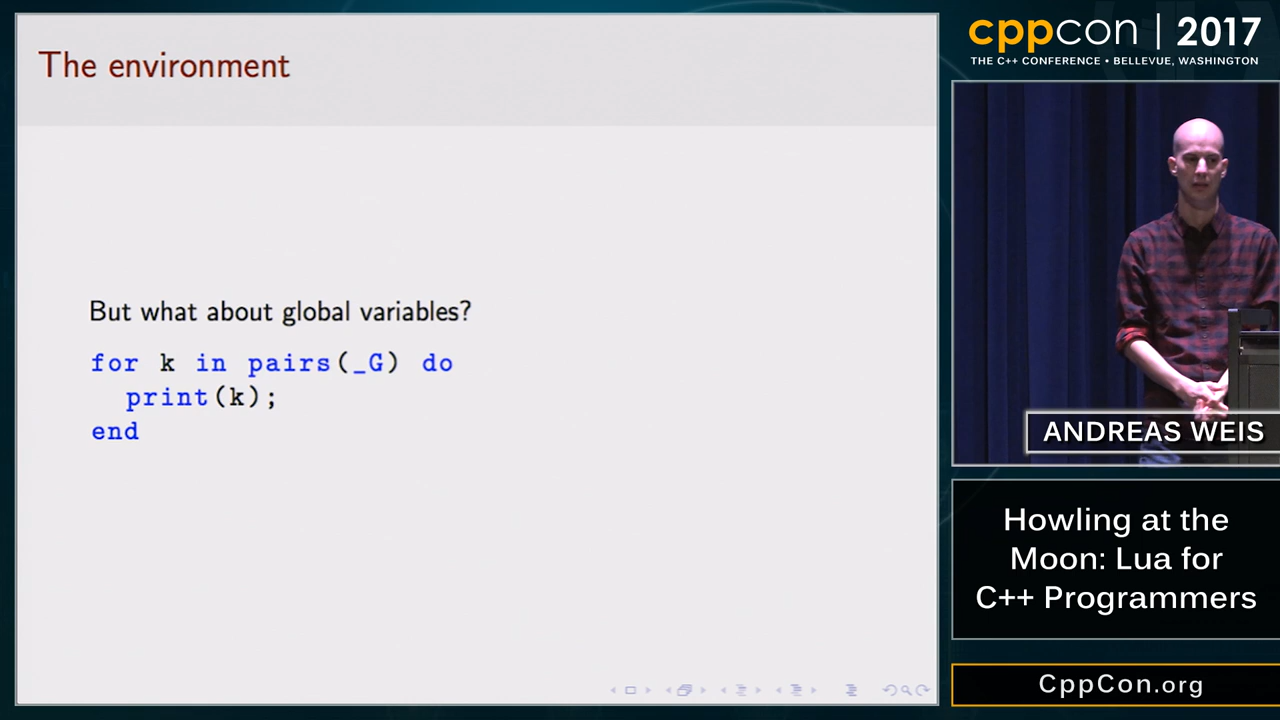 The environment
But what about global variables?
for k in pairs(_G) do
print(k);
end
cppcon | 2017
THE C++ CONFERENCE • BELLEVUE, WASHINGTON
ANDREAS WEIS
Howling at the
Moon: Lua for
C++ Programmers
CppCon.org